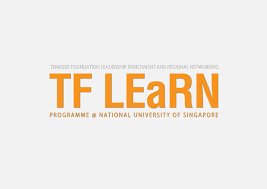 TEMASEK FOUNDATION LEADERSHIP ENRICHMENT AND REGIONAL NETWORKING
TF LEaRN
PROGRAMME @ NATIONAL UNIVERSITY OF SINGAPORE